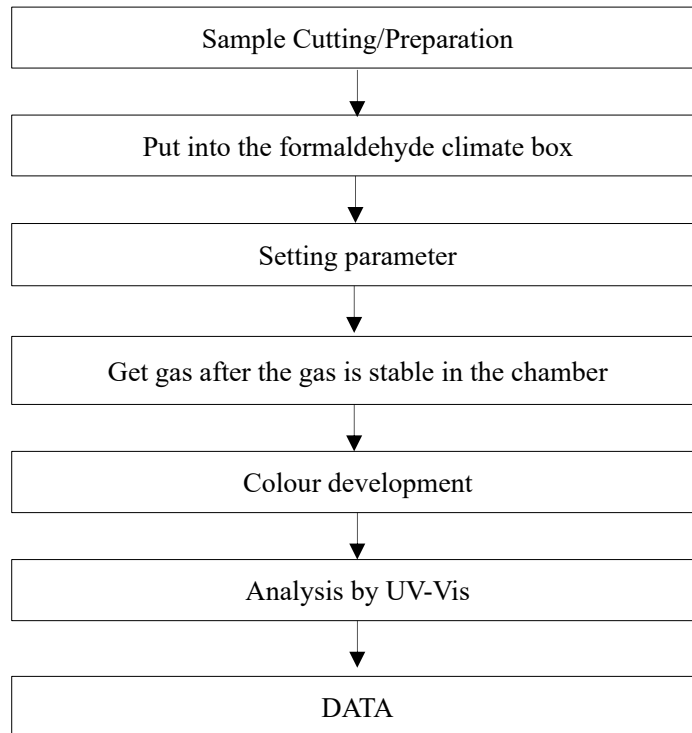 Sample Cutting/Preparation
Put into the formaldehyde climate box
Setting parameter
Get gas after the gas is stable in the chamber
Colour development
Analysis by UV-Vis
DATA